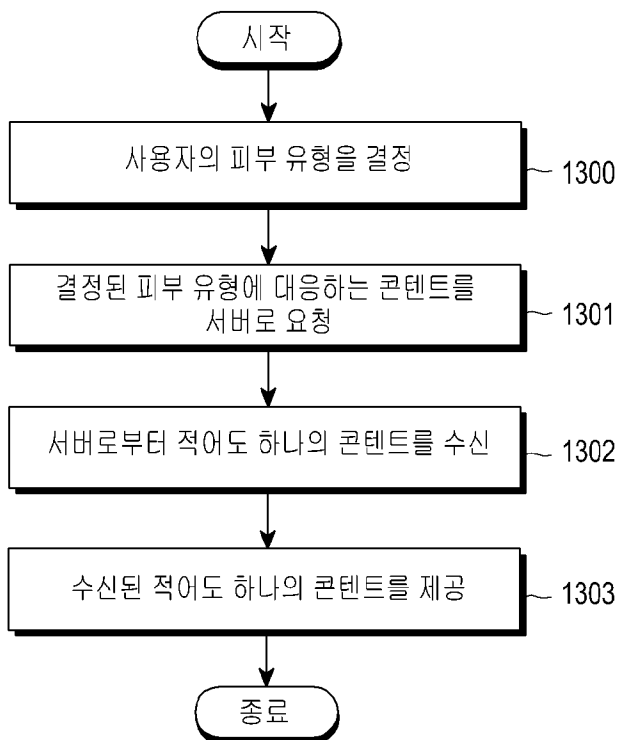 시작
사용자의 피부 유형을 결정
1300
결정된 피부 유형에 대응하는 콘텐트를
서버로 요청
1301
서버로부터 적어도 하나의 콘텐트를 수신
1302
수신된 적어도 하나의 콘텐트를 제공
1303
종료